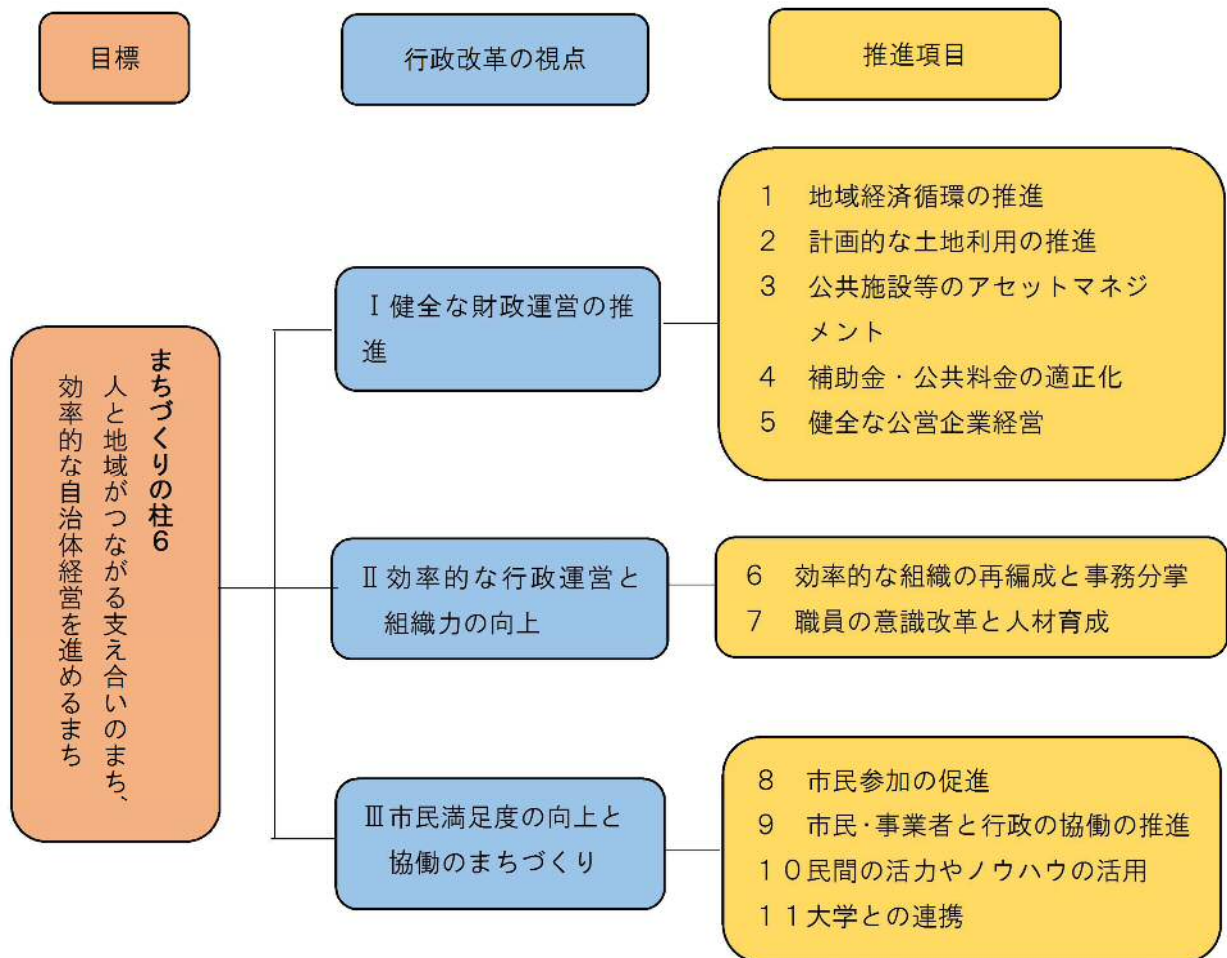 目標
行政改革の視点
推進項目
まちづくりの柱6
人と地域がつながる支え合いのまち、
効率的な自治体経営を進めるまち
Ⅰ健全な財政運営の推
進
1 地域経済循環の推進
2 計画的な土地利用の推進
3 公共施設等のアセットマネジ
メント
4 補助金・公共料金の適正化
5 健全な公営企業経営
Ⅱ効率的な行政運営と
組織力の向上
6 効率的な組織の再編成と事務分掌
7 職員の意識改革と人材育成
Ⅲ市民満足度の向上と
協働のまちづくり
8 市民参加の促進
9 市民・事業者と行政の協働の推進
10民間の活力やノウハウの活用
11大学との連携